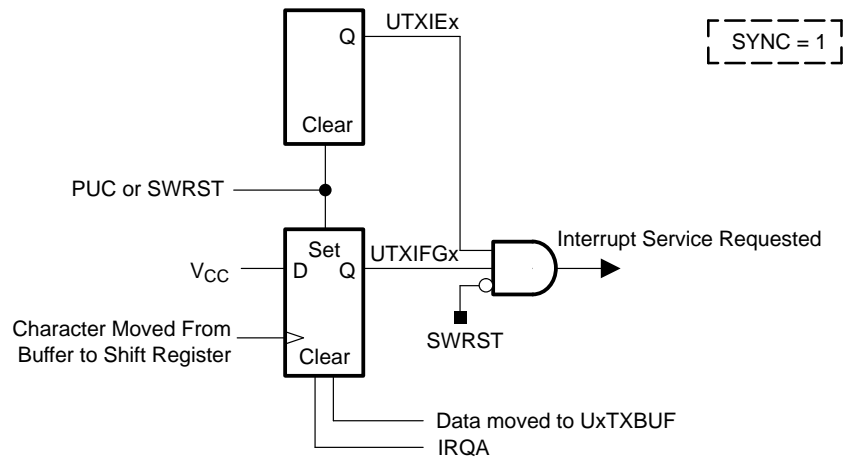 Q
UTXIEx
SYNC = 1
Clear
PUC or SWRST
Set
UTXIFGx
Interrupt Service Requested
VCC
D
Q
Character Moved From
Buffer to Shift Register
SWRST
Clear
Data moved to UxTXBUF
IRQA